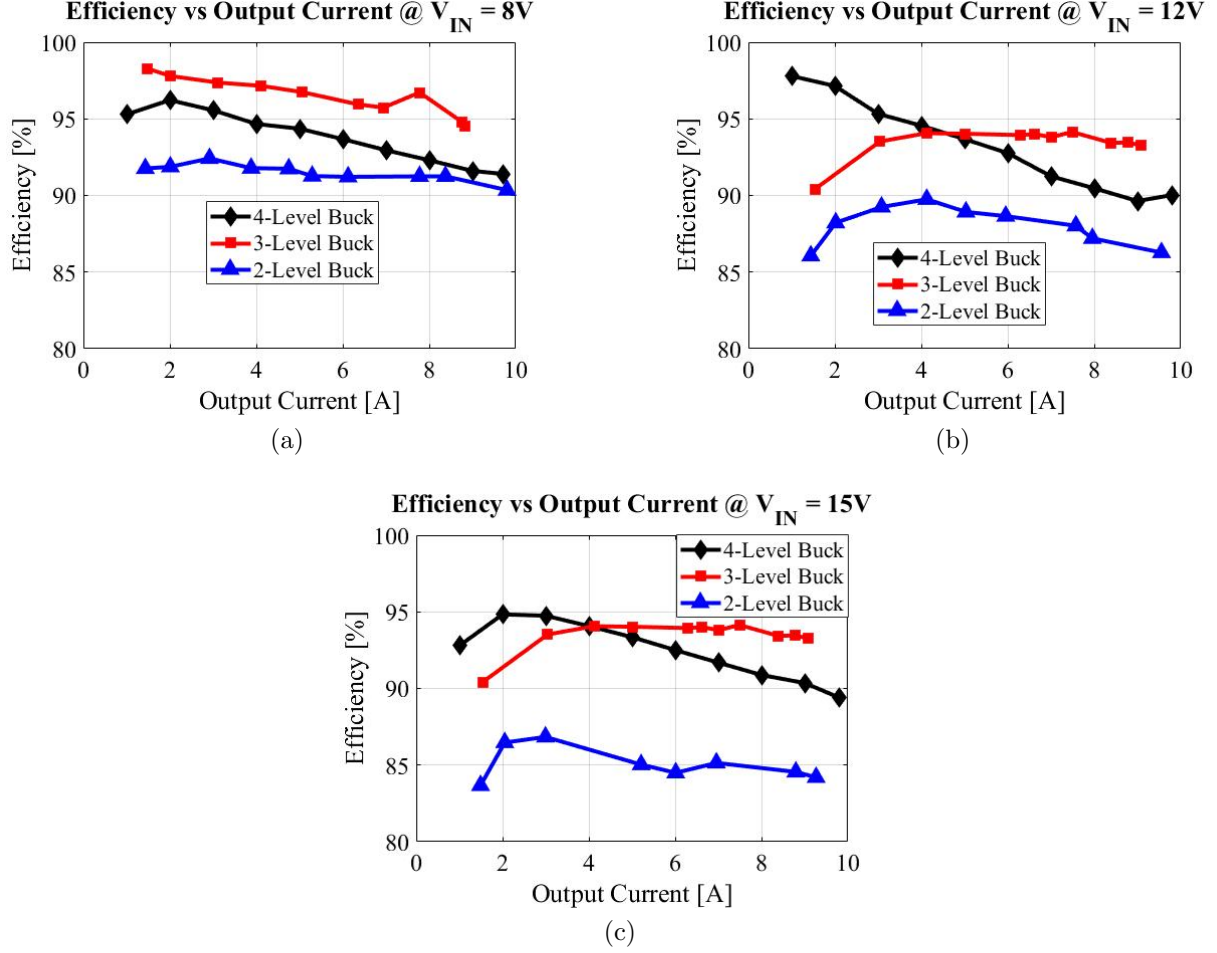 Efficiency vs Output Current @ V_IN = 8V
100
95
90
85
80
Efficiency [%]
4-Level Buck
3-Level Buck
2-Level Buck
0 2 4 6 8 10
Output Current [A]
(a)
Efficiency vs Output Current @ V_IN = 12V
100
95
90
85
80
Efficiency [%]
4-Level Buck
3-Level Buck
2-Level Buck
0 2 4 6 8 10
Output Current [A]
(b)
Efficiency vs Output Current @ V_IN = 15V
100
95
90
85
80
Efficiency [%]
4-Level Buck
3-Level Buck
2-Level Buck
0 2 4 6 8 10
Output Current [A]
(c)